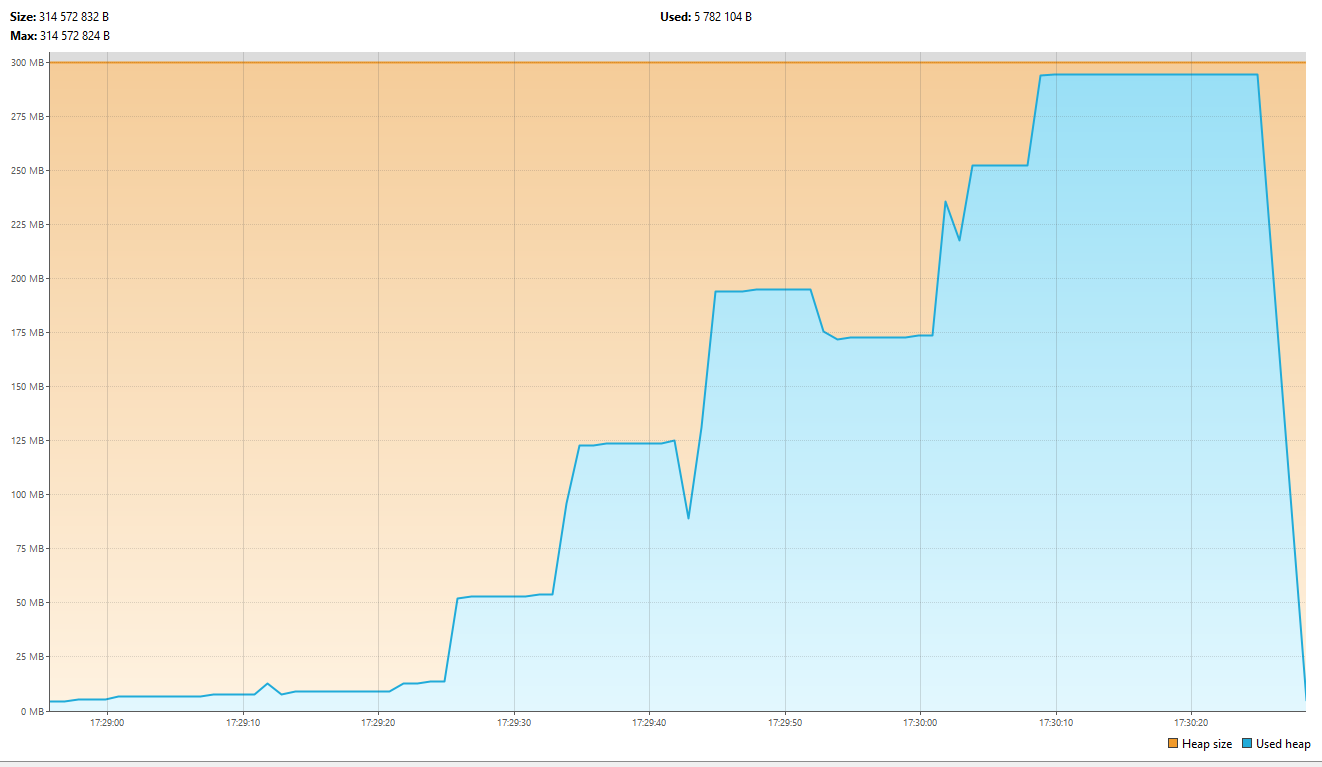 Size: 314 572 832 B
Used: 5 782 104 B
Max: 314 572 824 B
300 MB
275 MB
250 MB
225 MB
200 MB
175 MB
150 MB
125 MB
100 MB
75 MB
50 MB
25 MB
0 MB
17:29:00
17:29:10
17:29:20
17:29:30
17:29:40
17:29:50
17:30:00
17:30:10
17:30:20
Heap size
Used heap